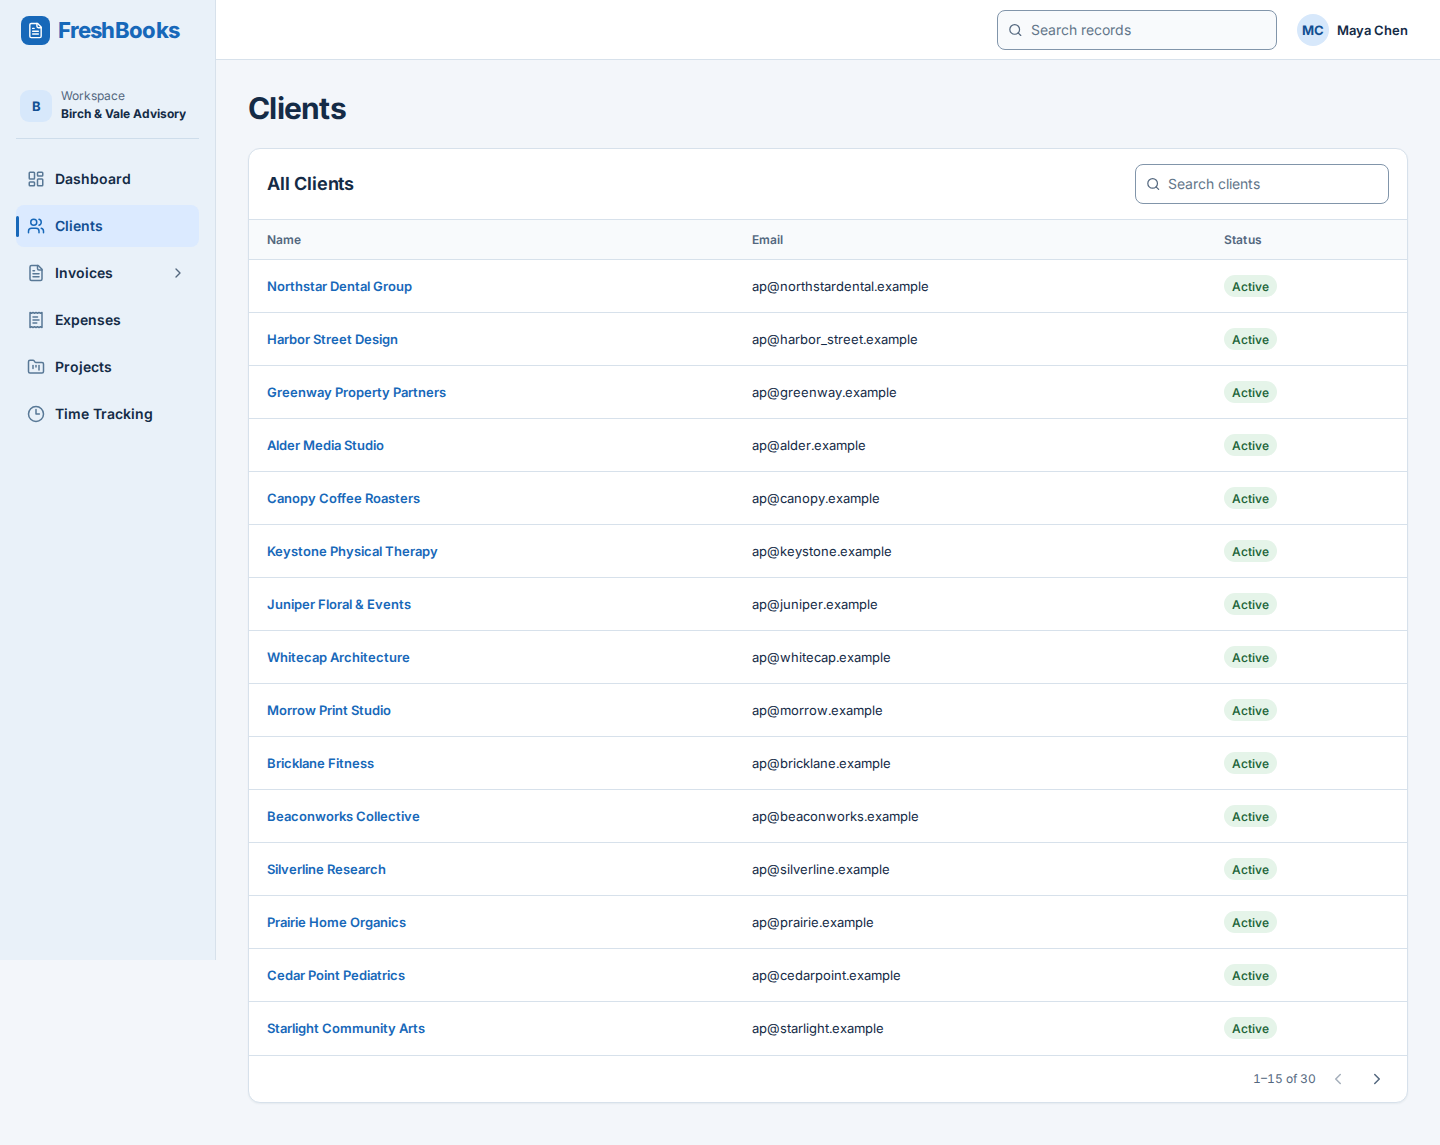 FreshBooks
Search records
MC Maya Chen
B
Workspace
Birch & Vale Advisory
Dashboard
Clients
Invoices
Expenses
Projects
Time Tracking
Clients
All Clients
Search clients
Name Email Status
Northstar Dental Group ap@northstardental.example Active
Harbor Street Design ap@harbor_street.example Active
Greenway Property Partners ap@greenway.example Active
Alder Media Studio ap@alder.example Active
Canopy Coffee Roasters ap@canopy.example Active
Keystone Physical Therapy ap@keystone.example Active
Juniper Floral & Events ap@juniper.example Active
Whitecap Architecture ap@whitecap.example Active
Morrow Print Studio ap@morrow.example Active
Bricklane Fitness ap@bricklane.example Active
Beaconworks Collective ap@beaconworks.example Active
Silverline Research ap@silverline.example Active
Prairie Home Organics ap@prairie.example Active
Cedar Point Pediatrics ap@cedarpoint.example Active
Starlight Community Arts ap@starlight.example Active
1–15 of 30